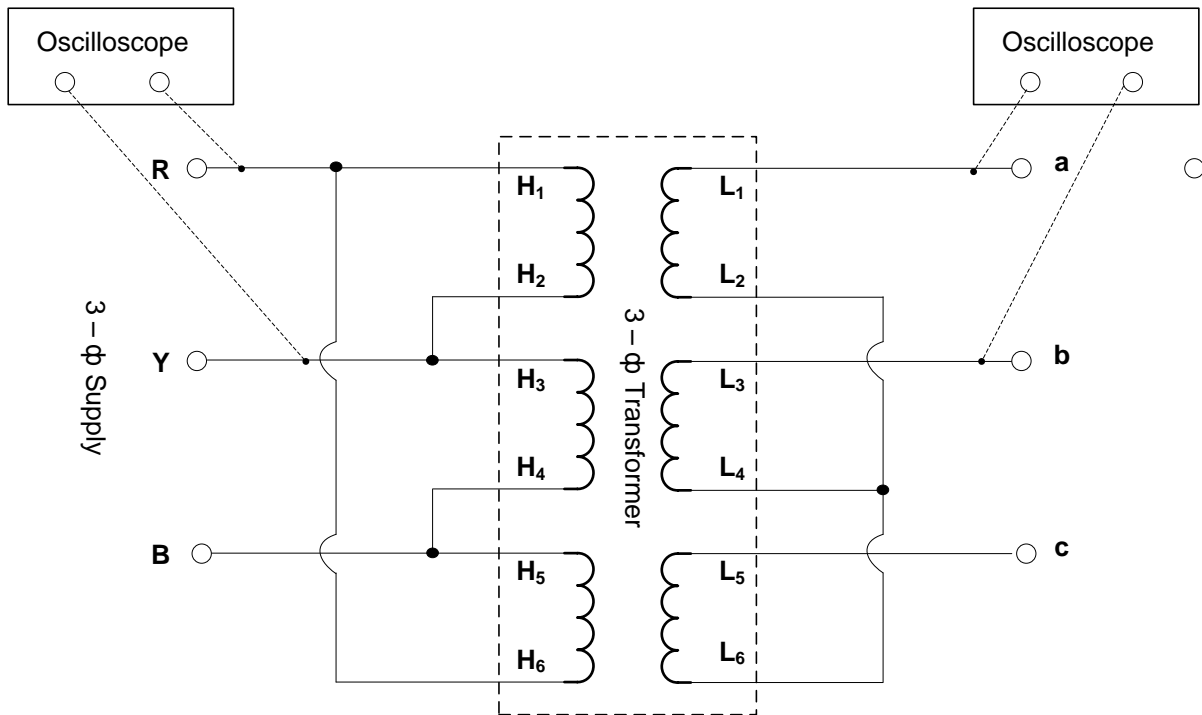 Oscilloscope
Oscilloscope
R
H₁
L₁
a
H₂
L₂
3 – ф Supply
3 – ф Transformer
Y
H₃
L₃
b
H₄
L₄
B
H₅
L₅
c
H₆
L₆